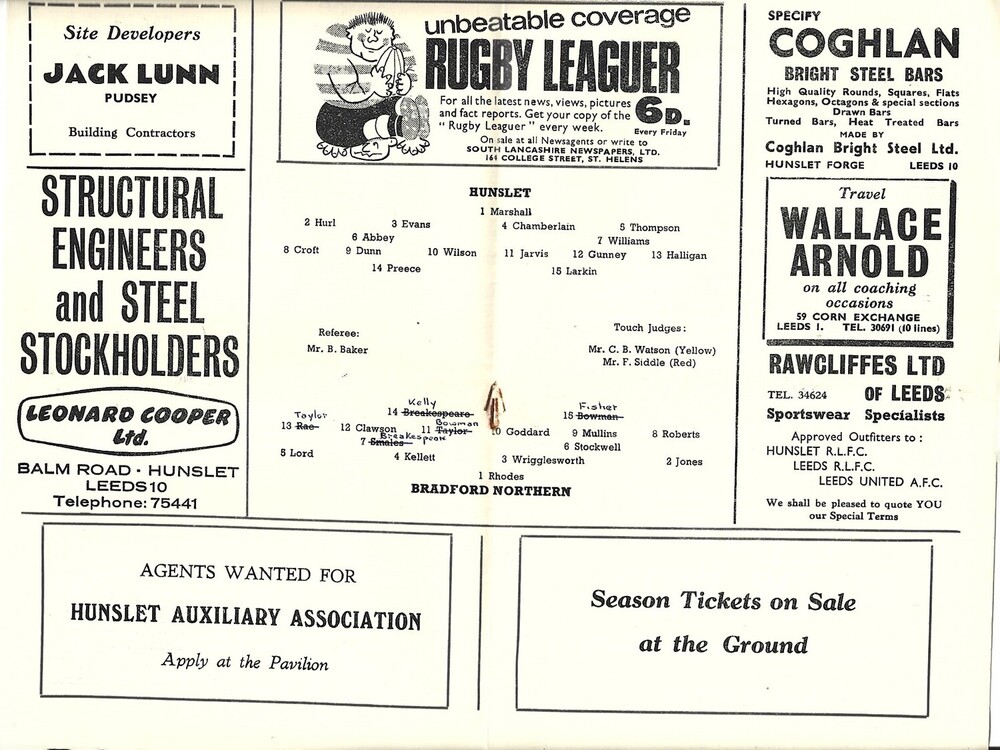 Site Developers
JACK LUNN
PUDSEY
Building Contractors
STRUCTURAL
ENGINEERS
and STEEL
STOCKHOLDERS
LEONARD COOPER
Ltd.
BALM ROAD · HUNSLET
LEEDS 10
Telephone: 75441
unbeatable coverage
RUGBY LEAGUER
For all the latest news, views, pictures
and fact reports. Get your copy of the
"Rugby Leaguer" every week.
6D.
Every Friday
On sale at all Newsagents or write to
SOUTH LANCASHIRE NEWSPAPERS, LTD.
164 COLLEGE STREET, ST. HELENS
HUNSLET
1 Marshall
2 Hurl 3 Evans 4 Chamberlain 5 Thompson
6 Abbey 7 Williams
8 Croft 9 Dunn 10 Wilson 11 Jarvis 12 Gunney 13 Halligan
14 Preece 15 Larkin
Referee: Touch Judges:
Mr. B. Baker Mr. C. B. Watson (Yellow)
Mr. F. Siddle (Red)
Kelly Fisher
14 Breakespeare 15 Bowman
Taylor Bowman
13 Rae 12 Clawson 11 Taylor 10 Goddard 9 Mullins 8 Roberts
Breakespear
7 Smales 6 Stockwell
5 Lord 4 Kellett 3 Wrigglesworth 2 Jones
1 Rhodes
BRADFORD NORTHERN
SPECIFY
COGHLAN
BRIGHT STEEL BARS
High Quality Rounds, Squares, Flats
Hexagons, Octagons & special sections
Drawn Bars
Turned Bars, Heat Treated Bars
MADE BY
Coghlan Bright Steel Ltd.
HUNSLET FORGE LEEDS 10
Travel
WALLACE
ARNOLD
on all coaching
occasions
59 CORN EXCHANGE
LEEDS 1. TEL. 30691 (10 lines)
RAWCLIFFES LTD
TEL. 34624 OF LEEDS
Sportswear Specialists
Approved Outfitters to :
HUNSLET R.L.F.C.
LEEDS R.L.F.C.
LEEDS UNITED A.F.C.
We shall be pleased to quote YOU
our Special Terms
AGENTS WANTED FOR
HUNSLET AUXILIARY ASSOCIATION
Apply at the Pavilion
Season Tickets on Sale
at the Ground